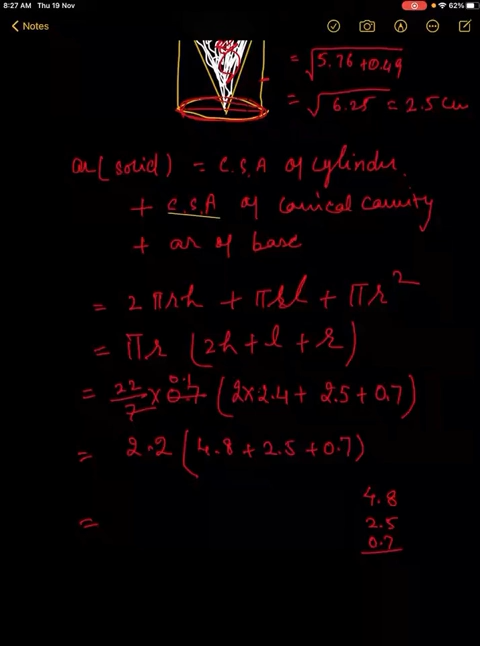 8:27 AM Thu 19 Nov
62%
Notes
= √5.76 + 0.49
= √6.25 = 2.5 cm
ar (solid) = C.S.A of cylinder
+ C.S.A of conical cavity
+ ar of base
= 2πrh + πrl + πr²
= πr (2h + l + r)
= 22/7 × 0.7 0.1 (2×2.4 + 2.5 + 0.7)
= 2.2 (4.8 + 2.5 + 0.7)
4.8
= 2.5
0.7